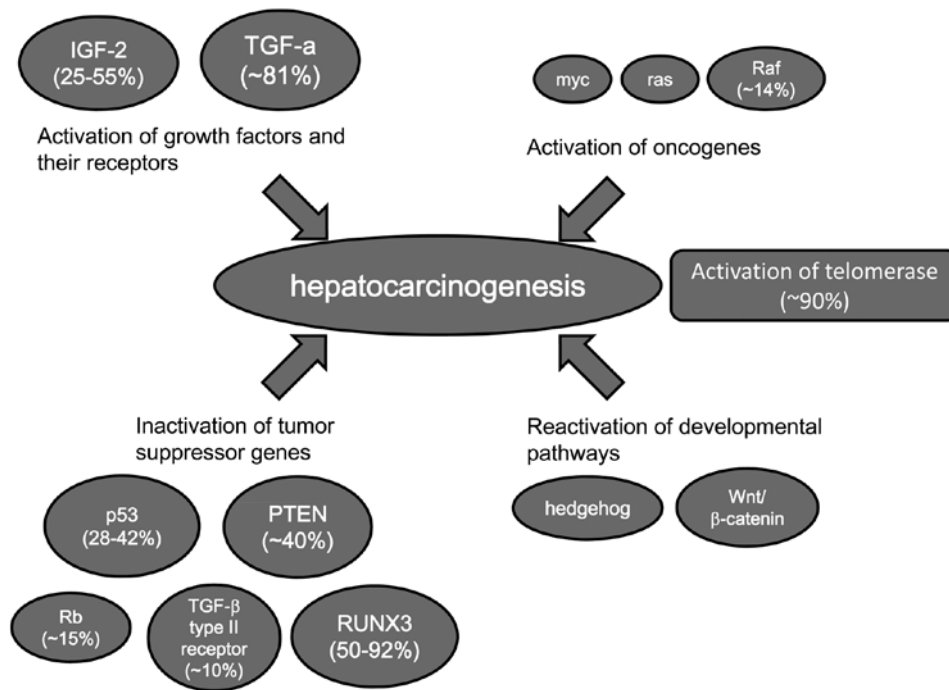 IGF-2
(25-55%)
TGF-a
(~81%)
Activation of growth factors and
their receptors
myc
ras
Raf
(~14%)
Activation of oncogenes
hepatocarcinogenesis
Activation of telomerase
(~90%)
Inactivation of tumor
suppressor genes
p53
(28-42%)
PTEN
(~40%)
Rb
(~15%)
TGF-β
type II
receptor
(~10%)
RUNX3
(50-92%)
Reactivation of developmental
pathways
hedgehog
Wnt/
β-catenin